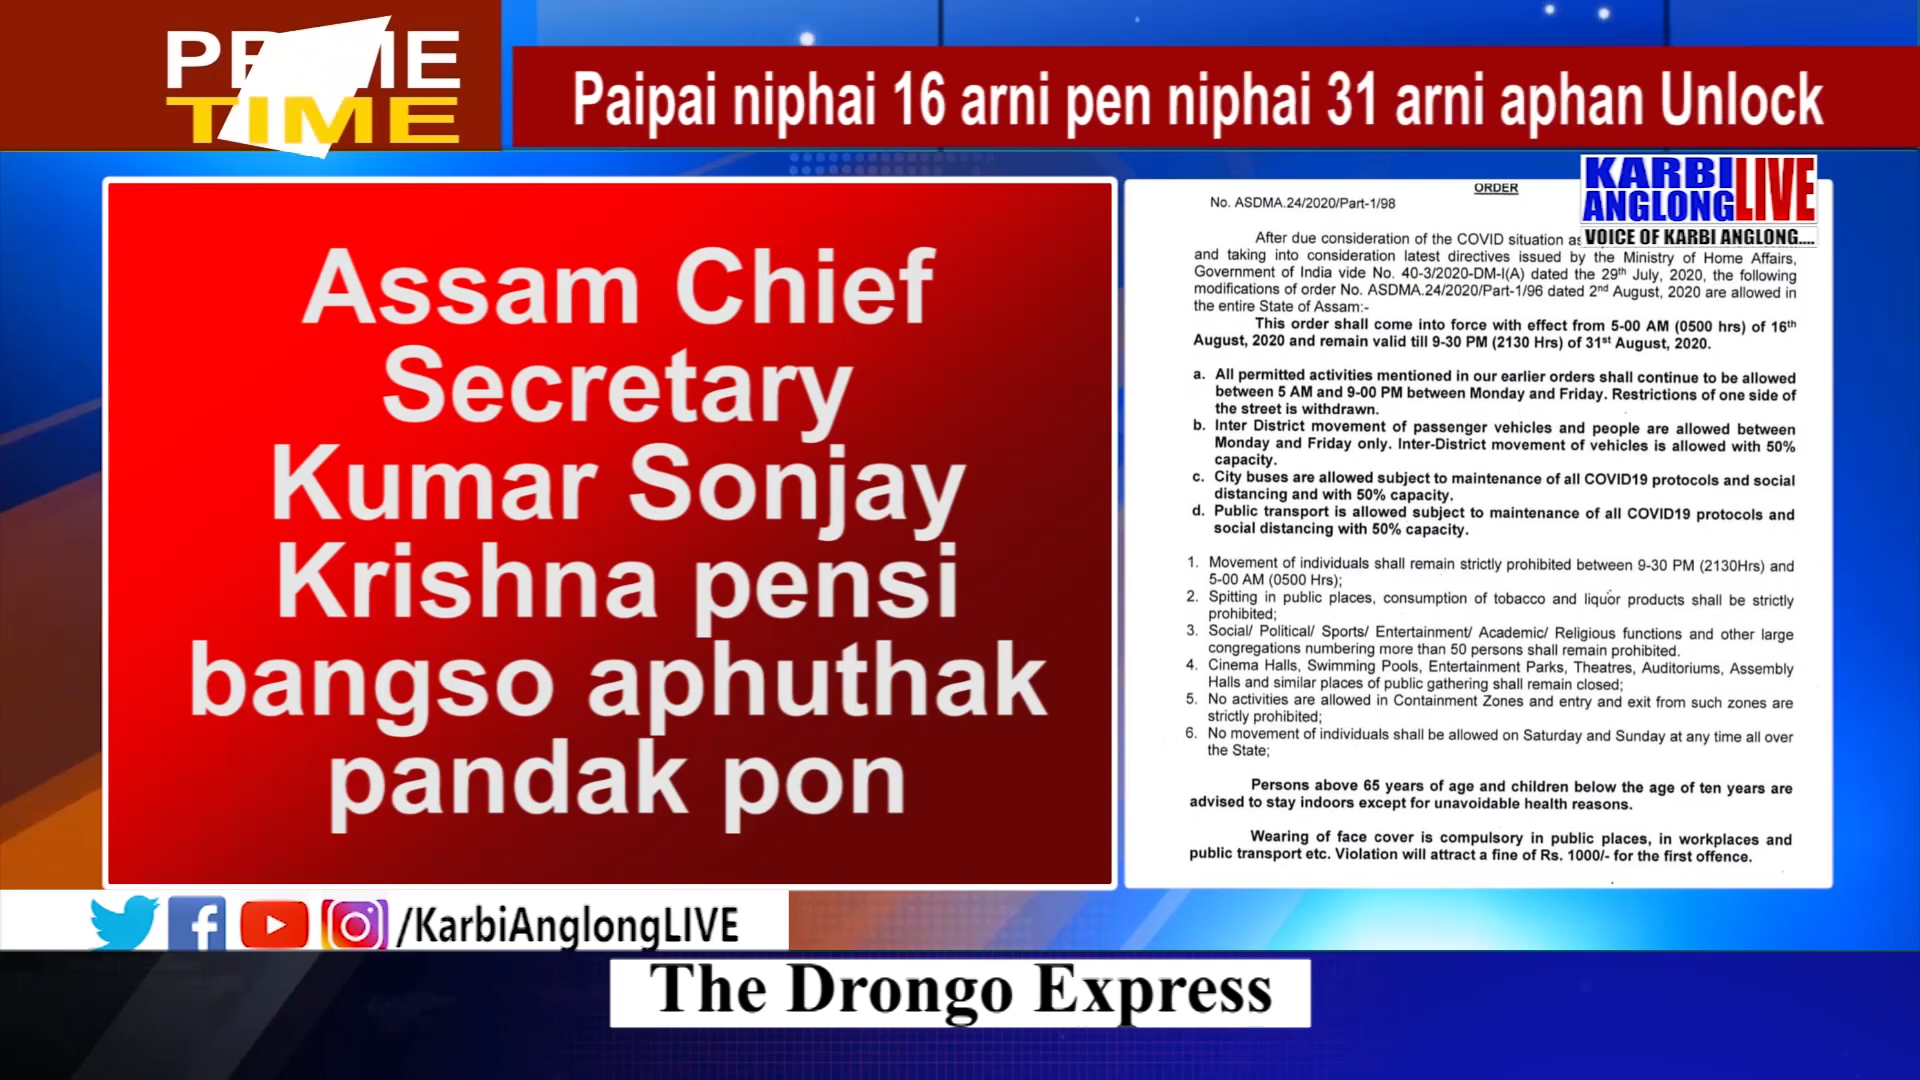 TIME
Paipai niphai 16 arni pen niphai 31 arni aphan Unlock
Assam Chief
Secretary
Kumar Sonjay
Krishna pensi
bangso aphuthak
pandak pon
KARBI
ANGLONG
LIVE
VOICE OF KARBI ANGLONG....
ORDER
No. ASDMA.24/2020/Part-1/98
After due consideration of the COVID situation
and taking into consideration latest directives issued by the Ministry of Home Affairs,
Government of India vide No. 40-3/2020-DM-I(A) dated the 29th July, 2020, the following
modifications of order No. ASDMA.24/2020/Part-1/96 dated 2nd August, 2020 are allowed in
the entire State of Assam:-
This order shall come into force with effect from 5-00 AM (0500 hrs) of 16th
August, 2020 and remain valid till 9-30 PM (2130 Hrs) of 31st August, 2020.
a. All permitted activities mentioned in our earlier orders shall continue to be allowed
between 5 AM and 9-00 PM between Monday and Friday. Restrictions of one side of
the street is withdrawn.
b. Inter District movement of passenger vehicles and people are allowed between
Monday and Friday only. Inter-District movement of vehicles is allowed with 50%
capacity.
c. City buses are allowed subject to maintenance of all COVID19 protocols and social
distancing and with 50% capacity.
d. Public transport is allowed subject to maintenance of all COVID19 protocols and
social distancing with 50% capacity.
1. Movement of individuals shall remain strictly prohibited between 9-30 PM (2130Hrs) and
5-00 AM (0500 Hrs);
2. Spitting in public places, consumption of tobacco and liquor products shall be strictly
prohibited;
3. Social/ Political/ Sports/ Entertainment/ Academic/ Religious functions and other large
congregations numbering more than 50 persons shall remain prohibited.
4. Cinema Halls, Swimming Pools, Entertainment Parks, Theatres, Auditoriums, Assembly
Halls and similar places of public gathering shall remain closed;
5. No activities are allowed in Containment Zones and entry and exit from such zones are
strictly prohibited;
6. No movement of individuals shall be allowed on Saturday and Sunday at any time all over
the State;
Persons above 65 years of age and children below the age of ten years are
advised to stay indoors except for unavoidable health reasons.
Wearing of face cover is compulsory in public places, in workplaces and
public transport etc. Violation will attract a fine of Rs. 1000/- for the first offence.
/KarbiAnglongLIVE
The Drongo Express